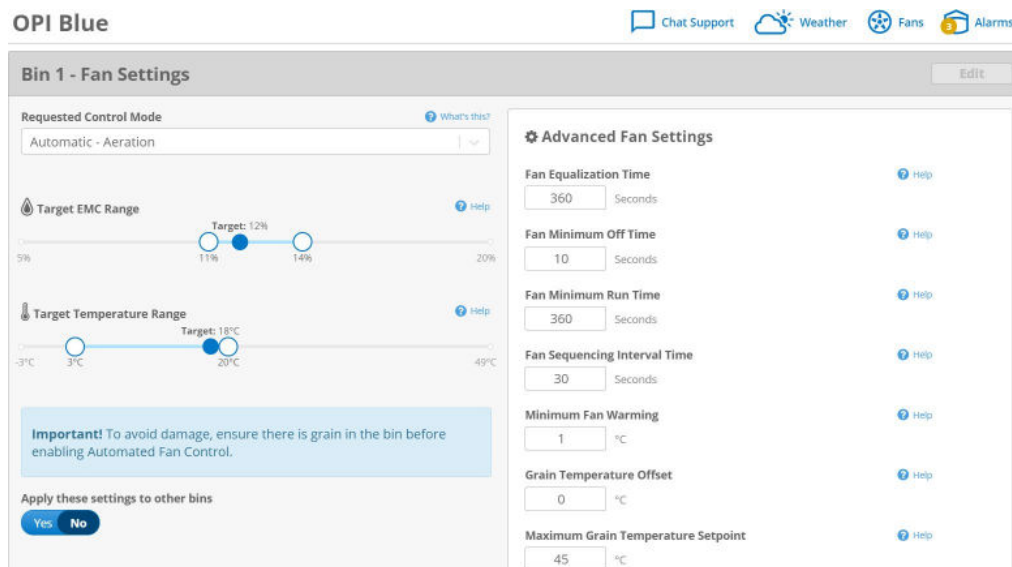 OPI Blue
Chat Support
Weather
Fans
3
Alarms
Bin 1 - Fan Settings
Edit
Requested Control Mode
What's this?
Automatic - Aeration
Target EMC Range
Help
Target: 12%
5%
11%
14%
20%
Target Temperature Range
Help
Target: 18°C
-3°C
3°C
20°C
49°C
Important! To avoid damage, ensure there is grain in the bin before
enabling Automated Fan Control.
Apply these settings to other bins
Yes No
Advanced Fan Settings
Fan Equalization Time
Help
360 Seconds
Fan Minimum Off Time
Help
10 Seconds
Fan Minimum Run Time
Help
360 Seconds
Fan Sequencing Interval Time
Help
30 Seconds
Minimum Fan Warming
Help
1 °C
Grain Temperature Offset
Help
0 °C
Maximum Grain Temperature Setpoint
Help
45 °C